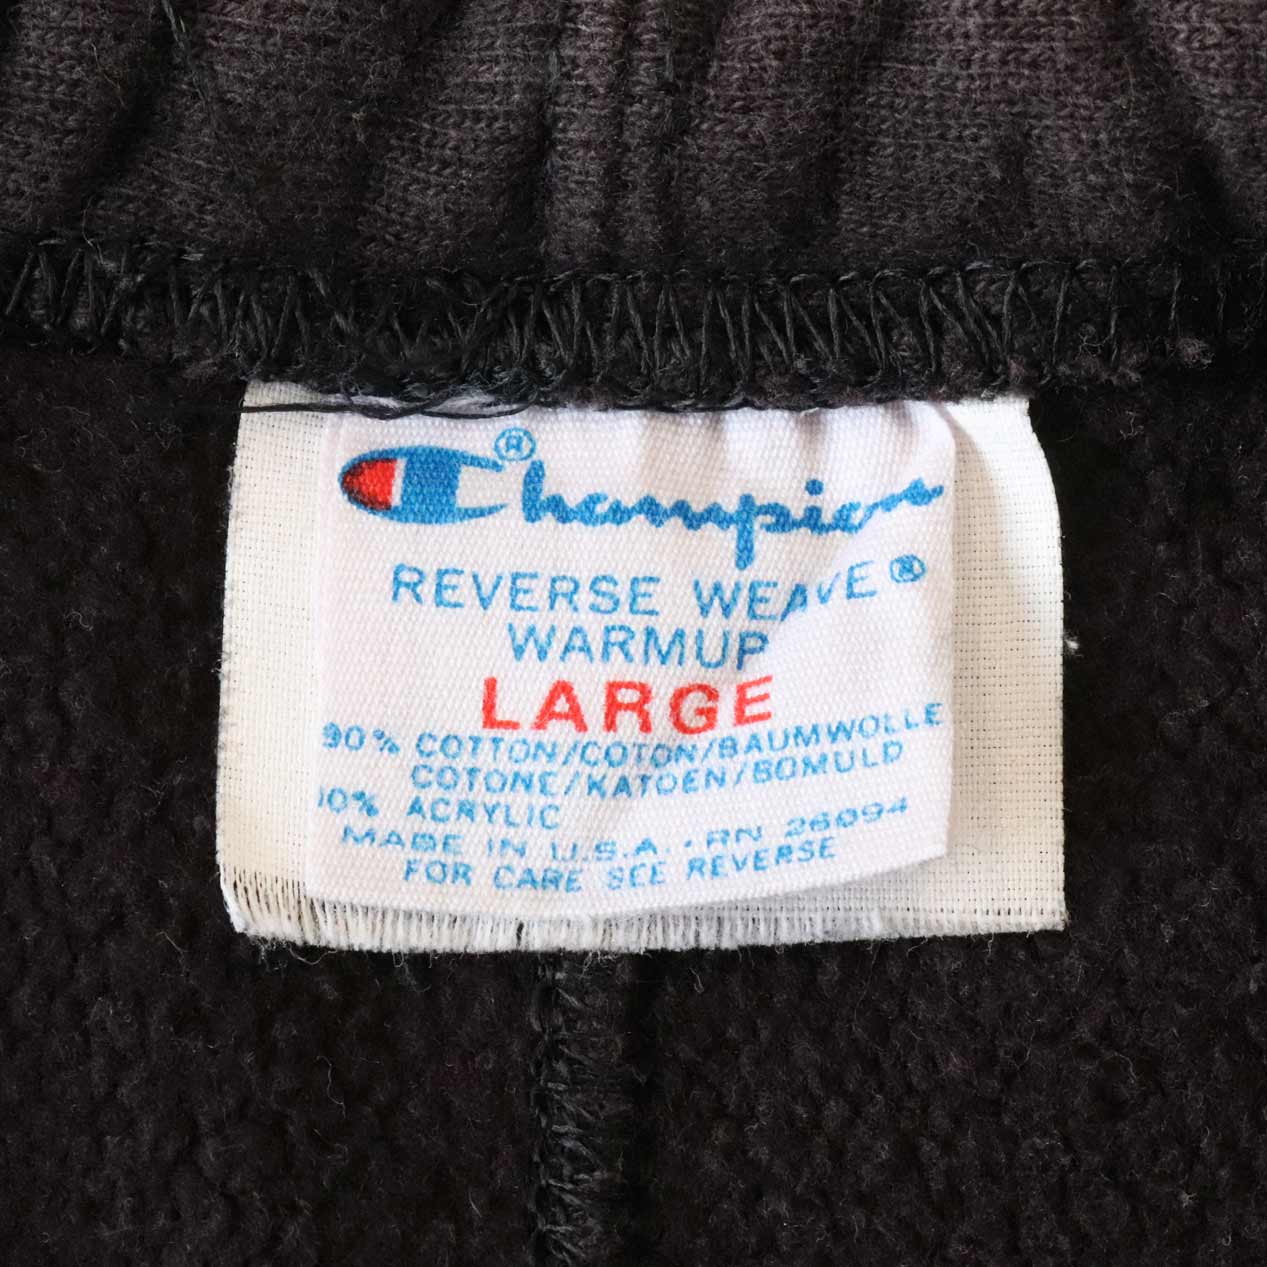 Champion®
REVERSE WEAVE®
WARMUP
LARGE
90% COTTON/COTON/BAUMWOLLE
COTONE/KATOEN/BOMULD
10% ACRYLIC
MADE IN U.S.A. · RN 26094
FOR CARE SEE REVERSE